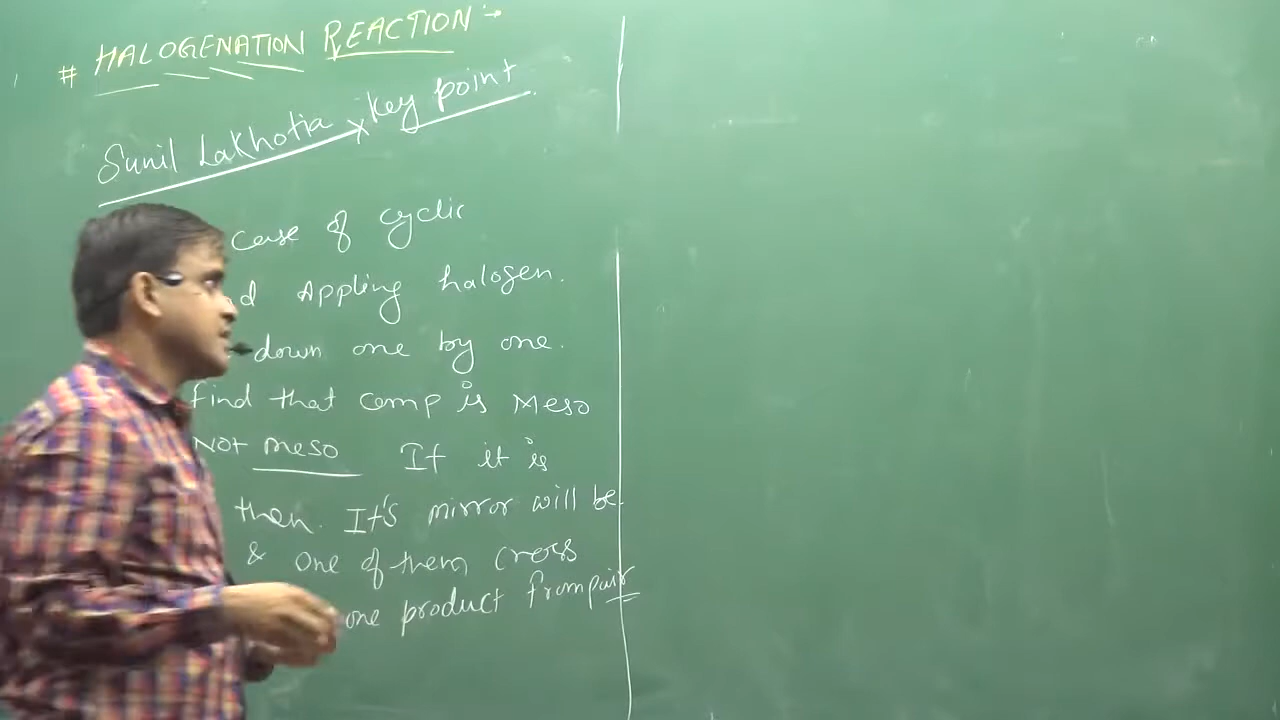 # HALOGENATION REACTION :-
Sunil Lakhotia x Key point
Case of cyclic
Appling halogen.
down one by one.
find that comp is Meso
Not meso If it is
then. It's mirror will be
& one of them cross
one product from pair